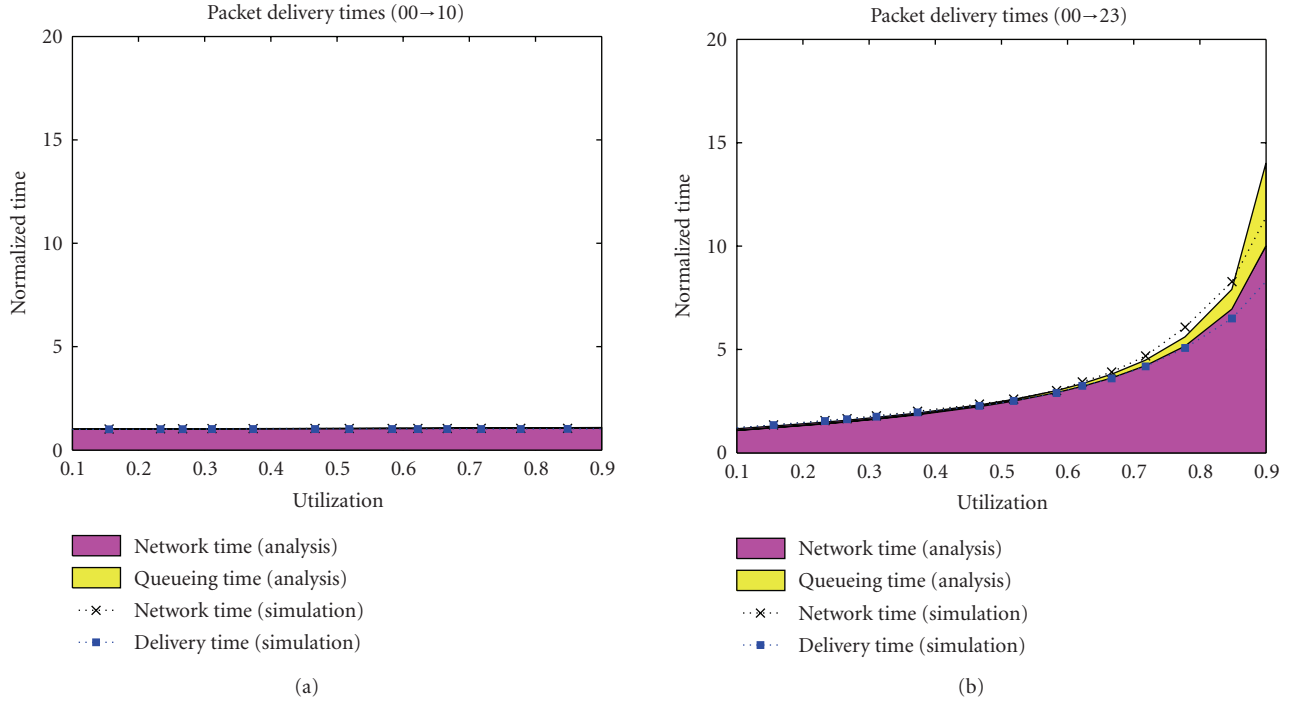 Packet delivery times (00→10)
20
15
10
5
0
Normalized time
0.1 0.2 0.3 0.4 0.5 0.6 0.7 0.8 0.9
Utilization
Network time (analysis)
Queueing time (analysis)
Network time (simulation)
Delivery time (simulation)
(a)
Packet delivery times (00→23)
20
15
10
5
0
Normalized time
0.1 0.2 0.3 0.4 0.5 0.6 0.7 0.8 0.9
Utilization
Network time (analysis)
Queueing time (analysis)
Network time (simulation)
Delivery time (simulation)
(b)